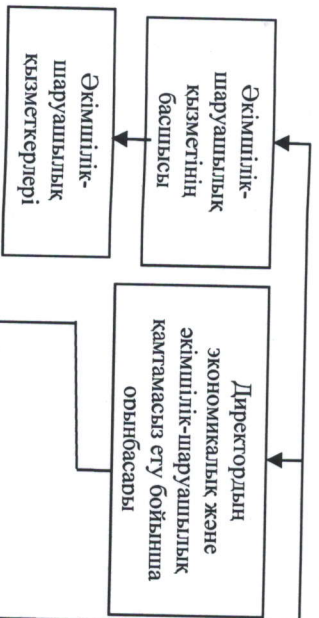 Әкімшілік-
шаруашылық
қызметінің
басшысы
Әкімшілік-
шаруашылық
қызметкерлері
Директордың
экономикалық және
әкімшілік-шаруашылық
қамтамасыз ету бойынша
орынбасары